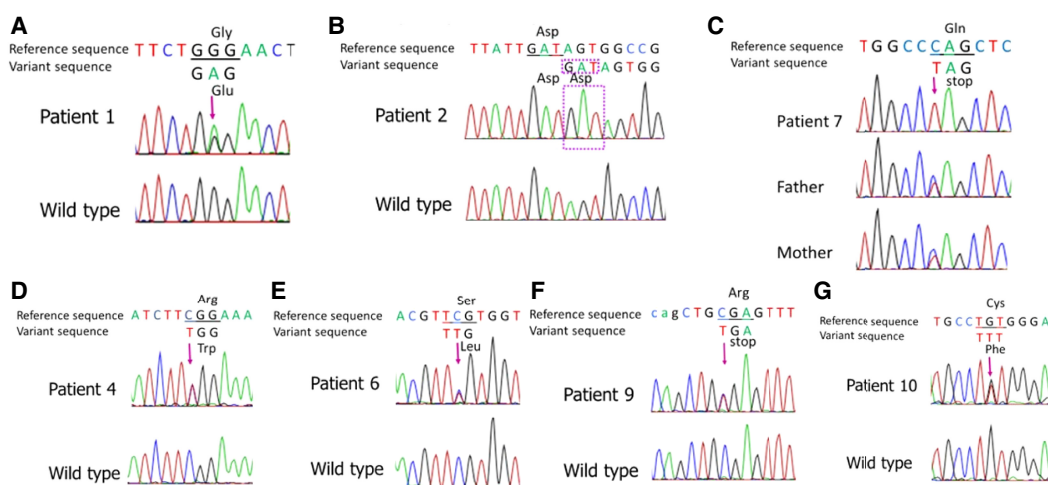 A
Gly
Reference sequence TTCTGGGAACT
Variant sequence GAG
Glu
Patient 1
Wild type
B
Asp
Reference sequence TTATTGATAGTGGCCG
Variant sequence GATAGTGG
Asp Asp
Patient 2
Wild type
C
Gln
Reference sequence TGGCCCAGCTC
Variant sequence TAG
stop
Patient 7
Father
Mother
D
Arg
Reference sequence ATCTTCGGAAA
Variant sequence TGG
Trp
Patient 4
Wild type
E
Ser
Reference sequence ACGTTCGTGGT
Variant sequence TTG
Leu
Patient 6
Wild type
F
Arg
Reference sequence cagCTGCGAGTTT
Variant sequence TGA
stop
Patient 9
Wild type
G
Cys
Reference sequence TGCCTGTGGGA
Variant sequence TTT
Phe
Patient 10
Wild type